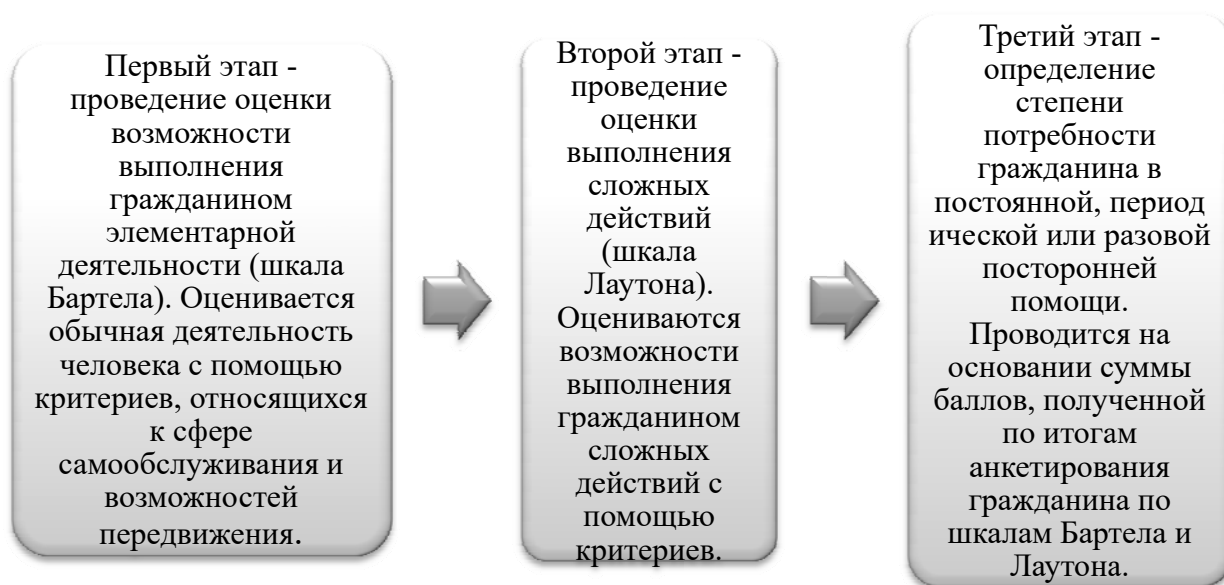 Первый этап -
проведение оценки
возможности
выполнения
гражданином
элементарной
деятельности (шкала
Бартела). Оценивается
обычная деятельность
человека с помощью
критериев, относящихся
к сфере
самообслуживания и
возможностей
передвижения.
Второй этап -
проведение
оценки
выполнения
сложных
действий
(шкала
Лаутона).
Оцениваются
возможности
выполнения
гражданином
сложных
действий с
помощью
критериев.
Третий этап -
определение
степени
потребности
гражданина в
постоянной, период
ической или разовой
посторонней
помощи.
Проводится на
основании суммы
баллов, полученной
по итогам
анкетирования
гражданина по
шкалам Бартела и
Лаутона.